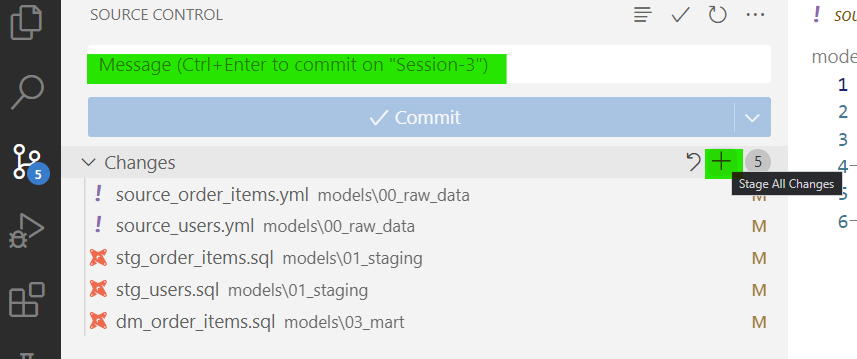 SOURCE CONTROL
! sou
Message (Ctrl+Enter to commit on "Session-3")
mode
Commit
Changes 5
Stage All Changes
1
2
3
4
5
6
5
! source_order_items.yml models\00_raw_data M
! source_users.yml models\00_raw_data M
stg_order_items.sql models\01_staging M
stg_users.sql models\01_staging M
dm_order_items.sql models\03_mart M